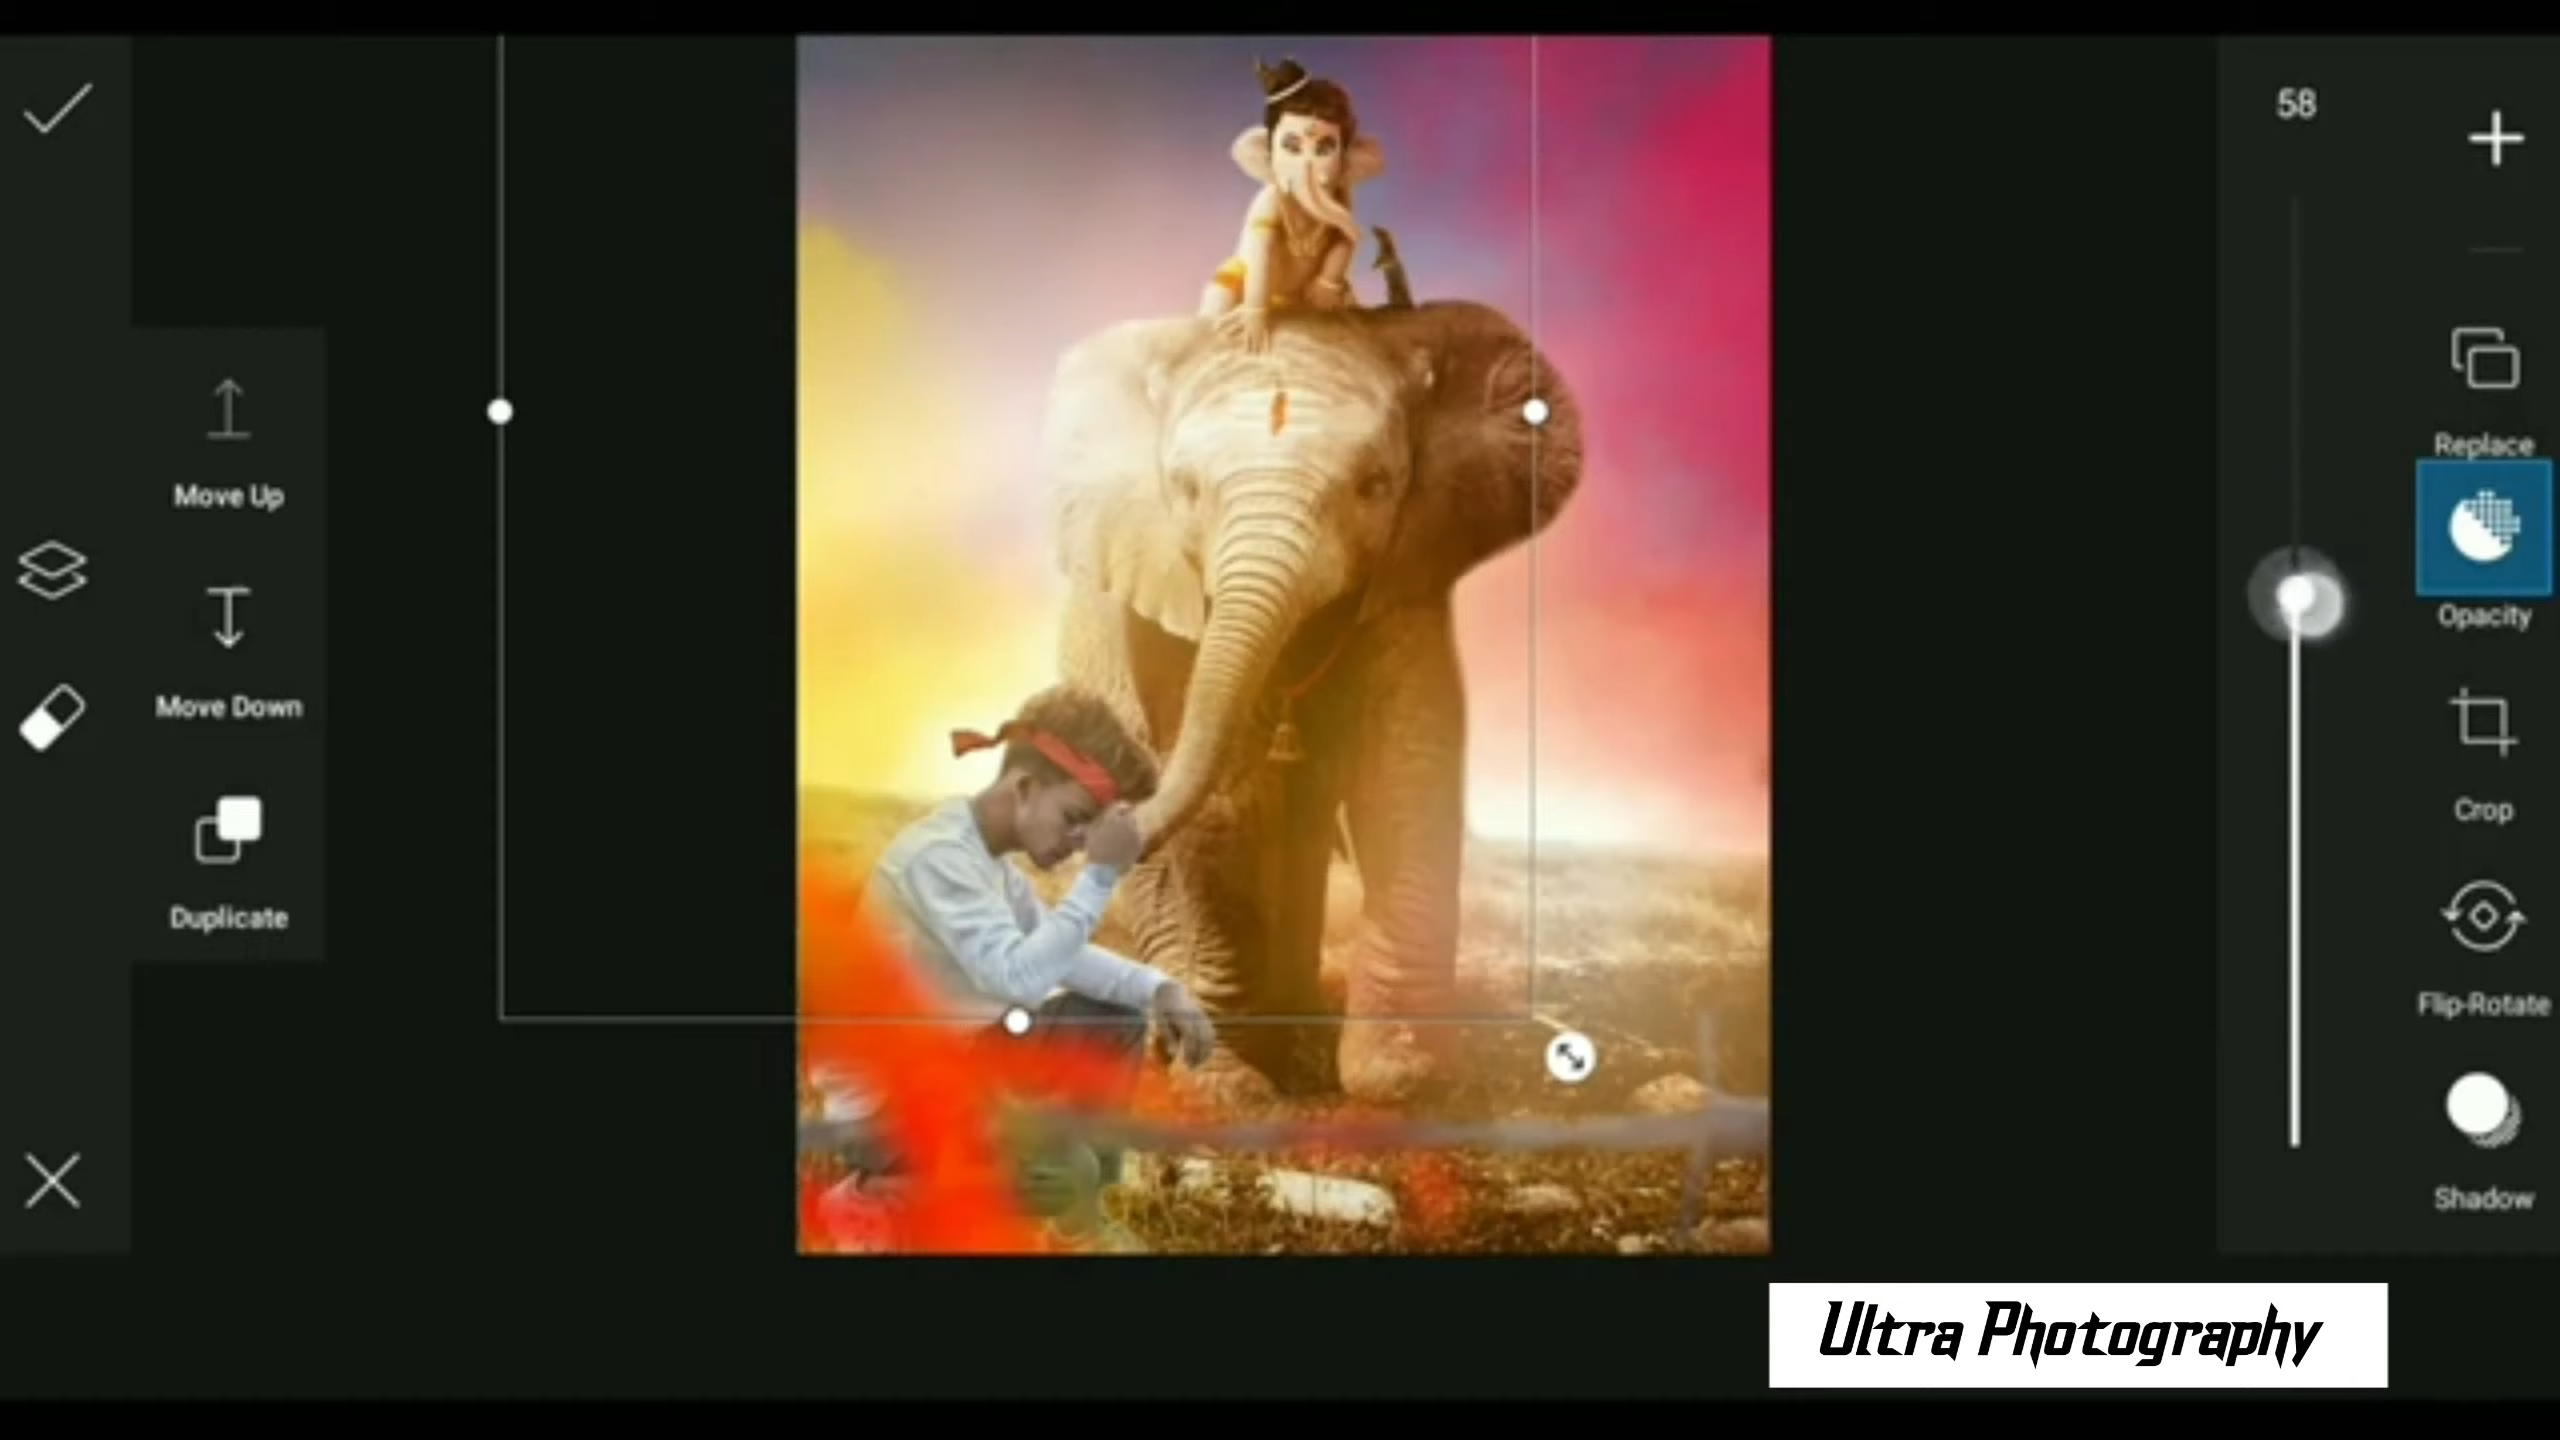 58
Move Up
Replace
Opacity
Move Down
Crop
Duplicate
Flip-Rotate
Shadow
Ultra Photography